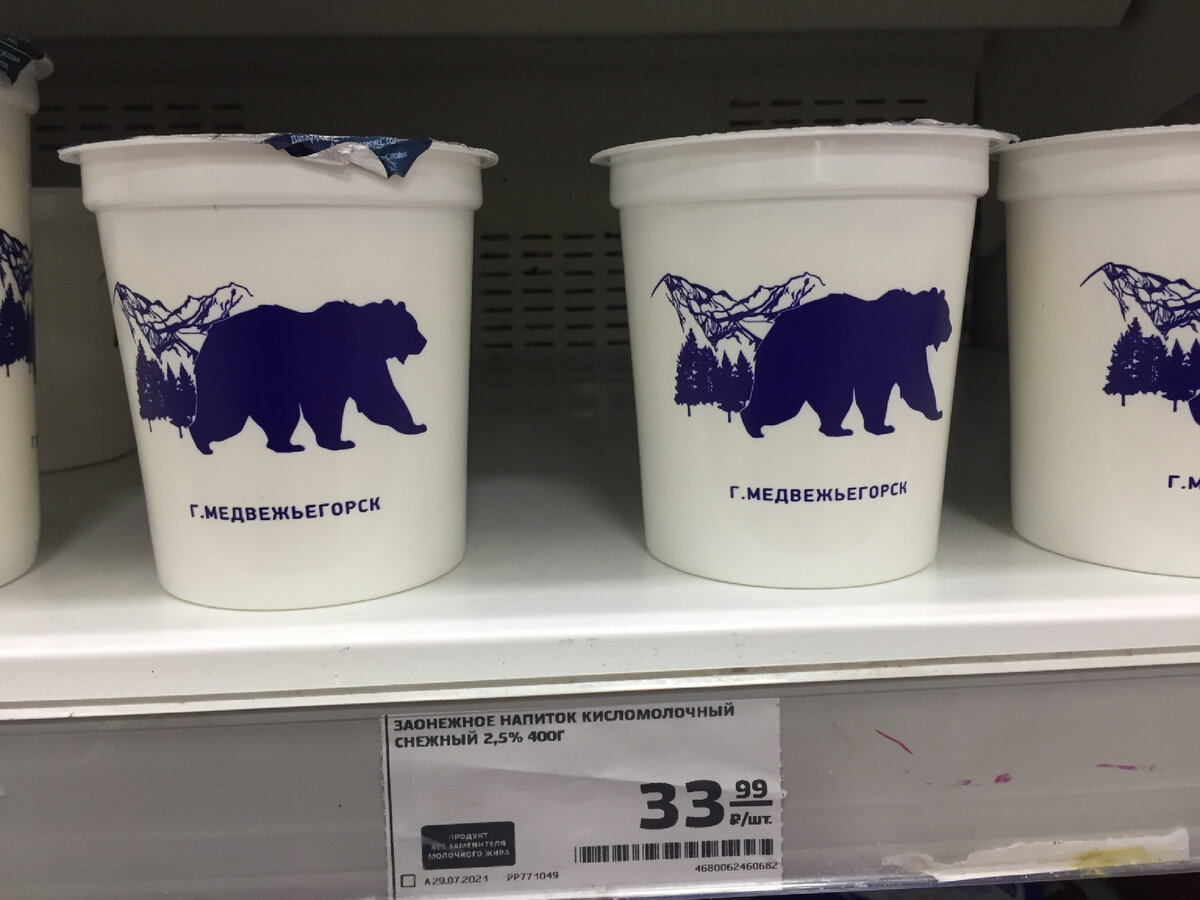 Г.МЕДВЕЖЬЕГОРСК
Г.МЕДВЕЖЬЕГОРСК
Г.М
ЗАОНЕЖНОЕ НАПИТОК КИСЛОМОЛОЧНЫЙ
СНЕЖНЫЙ 2,5% 400Г
33 99
₽/ШТ.
ПРОДУКТ
БЕЗ ЗАМЕНИТЕЛЯ
МОЛОЧНОГО ЖИРА
4680062460682
А29.07.2021 РР771049